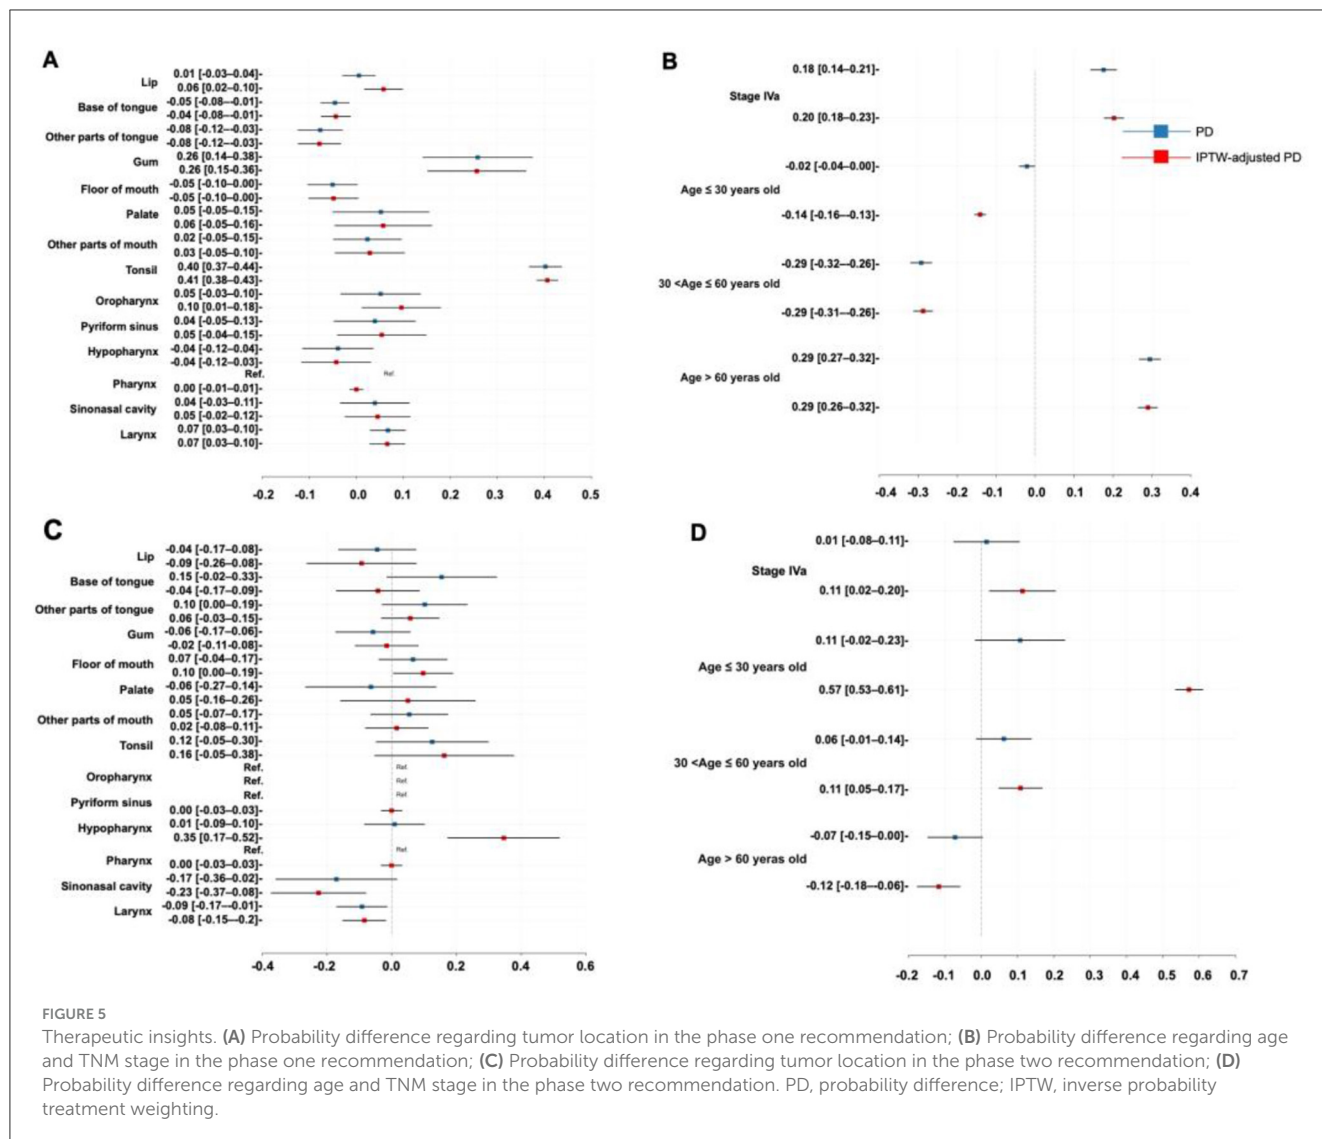 A
Lip
0.01 [-0.03–0.04]-
0.06 [0.02–0.10]-
Base of tongue
-0.05 [-0.08–-0.01]-
-0.04 [-0.08–-0.01]-
Other parts of tongue
-0.08 [-0.12–-0.03]-
-0.08 [-0.12–-0.03]-
Gum
0.26 [0.14–0.38]-
0.26 [0.15-0.36]-
Floor of mouth
-0.05 [-0.10–0.00]-
-0.05 [-0.10–0.00]-
Palate
0.05 [-0.05–0.15]-
0.06 [-0.05–0.16]-
Other parts of mouth
0.02 [-0.05–0.15]-
0.03 [-0.05–0.10]-
Tonsil
0.40 [0.37–0.44]-
0.41 [0.38–0.43]-
Oropharynx
0.05 [-0.03–0.10]-
0.10 [0.01–0.18]-
Pyriform sinus
0.04 [-0.05–0.13]-
0.05 [-0.04–0.15]-
Hypopharynx
-0.04 [-0.12–0.04]-
-0.04 [-0.12–0.03]-
Ref. Ref.
Pharynx
0.00 [-0.01–0.01]-
Sinonasal cavity
0.04 [-0.03–0.11]-
0.05 [-0.02–0.12]-
Larynx
0.07 [0.03–0.10]-
0.07 [0.03–0.10]-
-0.2 -0.1 0.0 0.1 0.2 0.3 0.4 0.5
B
Stage IVa
0.18 [0.14–0.21]-
0.20 [0.18–0.23]-
Age ≤ 30 years old
-0.02 [-0.04–0.00]-
-0.14 [-0.16–-0.13]-
30 <Age ≤ 60 years old
-0.29 [-0.32–-0.26]-
-0.29 [-0.31–-0.26]-
Age > 60 yeras old
0.29 [0.27–0.32]-
0.29 [0.26–0.32]-
-0.4 -0.3 -0.2 -0.1 0.0 0.1 0.2 0.3 0.4
PD
IPTW-adjusted PD
C
Lip
-0.04 [-0.17–0.08]-
-0.09 [-0.26–0.08]-
Base of tongue
0.15 [-0.02–0.33]-
-0.04 [-0.17–0.09]-
Other parts of tongue
0.10 [0.00–0.19]-
0.06 [-0.03–0.15]-
Gum
-0.06 [-0.17–0.06]-
-0.02 [-0.11-0.08]-
Floor of mouth
0.07 [-0.04–0.17]-
0.10 [0.00–0.19]-
Palate
-0.06 [-0.27–0.14]-
0.05 [-0.16–0.26]-
Other parts of mouth
0.05 [-0.07–0.17]-
0.02 [-0.08–0.11]-
Tonsil
0.12 [-0.05–0.30]-
0.16 [-0.05–0.38]-
Ref. Ref.
Oropharynx
Ref. Ref.
Ref. Ref.
Pyriform sinus
0.00 [-0.03–0.03]-
Hypopharynx
0.01 [-0.09–0.10]-
0.35 [0.17–0.52]-
Ref. Ref.
Pharynx
0.00 [-0.03–0.03]-
Sinonasal cavity
-0.17 [-0.36–0.02]-
-0.23 [-0.37–0.08]-
Larynx
-0.09 [-0.17–-0.01]-
-0.08 [-0.15–-0.2]-
-0.4 -0.2 0.0 0.2 0.4 0.6
D
Stage IVa
0.01 [-0.08–0.11]-
0.11 [0.02–0.20]-
Age ≤ 30 years old
0.11 [-0.02–0.23]-
0.57 [0.53–0.61]-
30 <Age ≤ 60 years old
0.06 [-0.01–0.14]-
0.11 [0.05–0.17]-
Age > 60 yeras old
-0.07 [-0.15–0.00]-
-0.12 [-0.18–-0.06]-
-0.2 -0.1 0.0 0.1 0.2 0.3 0.4 0.5 0.6 0.7
FIGURE 5
Therapeutic insights. (A) Probability difference regarding tumor location in the phase one recommendation; (B) Probability difference regarding age
and TNM stage in the phase one recommendation; (C) Probability difference regarding tumor location in the phase two recommendation; (D)
Probability difference regarding age and TNM stage in the phase two recommendation. PD, probability difference; IPTW, inverse probability
treatment weighting.